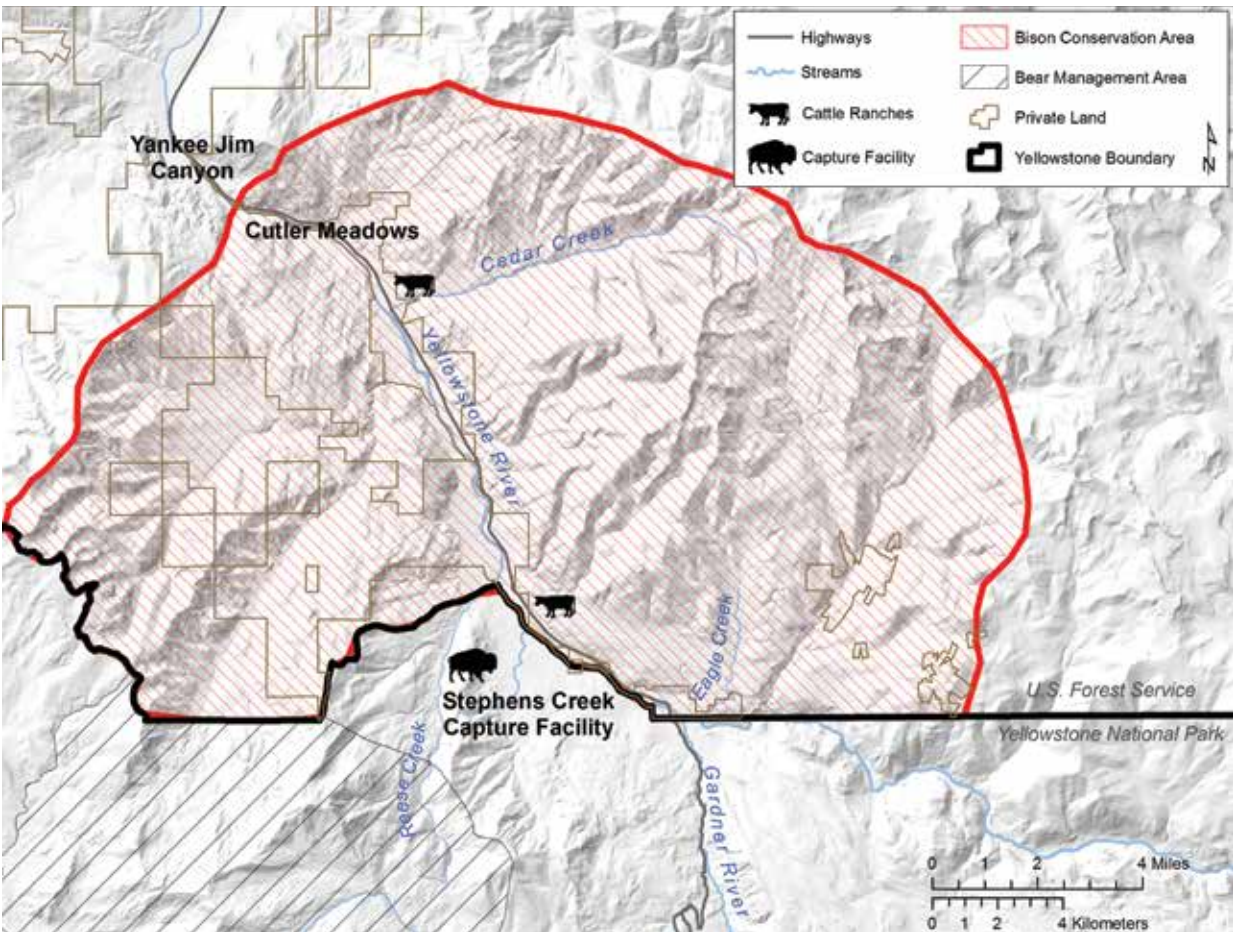 Highways
Streams
Cattle Ranches
Capture Facility
Bison Conservation Area
Bear Management Area
Private Land
Yellowstone Boundary
N
Yankee Jim
Canyon
Cutler Meadows
Cedar Creek
Yellowstone River
Eagle Creek
Stephens Creek
Capture Facility
Reese Creek
Gardner River
U.S. Forest Service
Yellowstone National Park
0 1 2 4 Miles
0 1 2 4 Kilometers